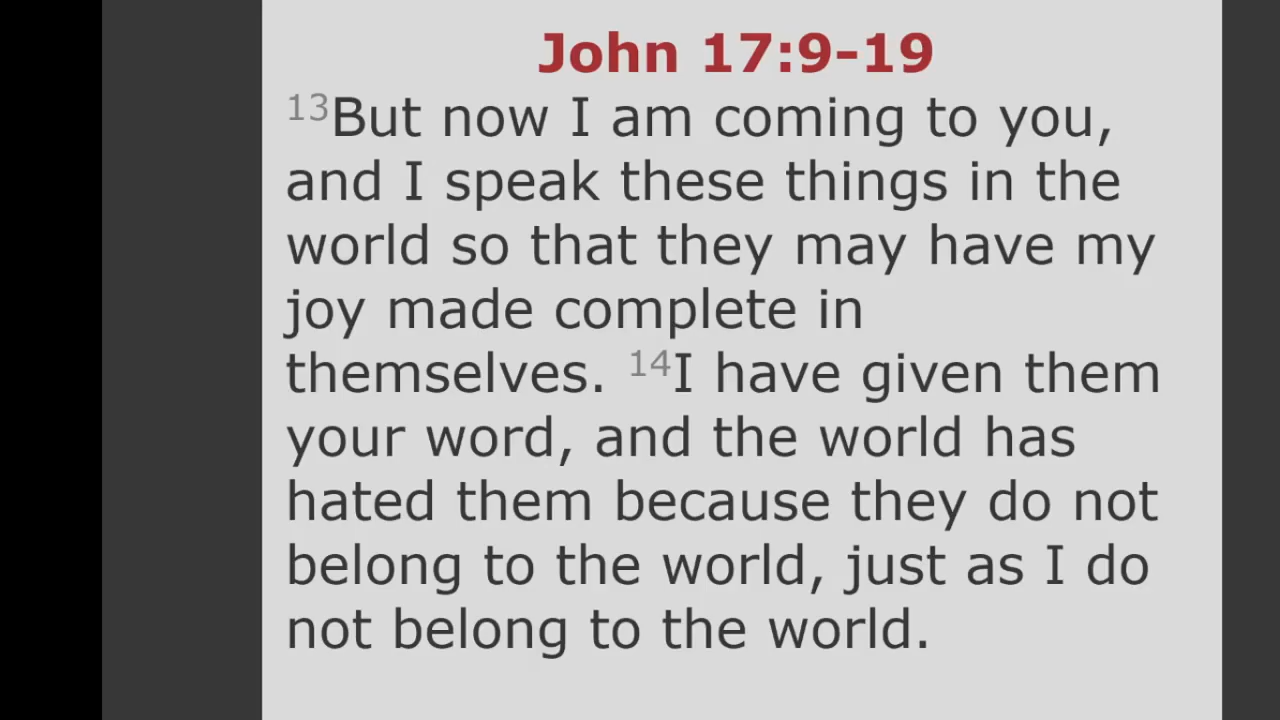 John 17:9-19
13But now I am coming to you,
and I speak these things in the
world so that they may have my
joy made complete in
themselves. 14I have given them
your word, and the world has
hated them because they do not
belong to the world, just as I do
not belong to the world.